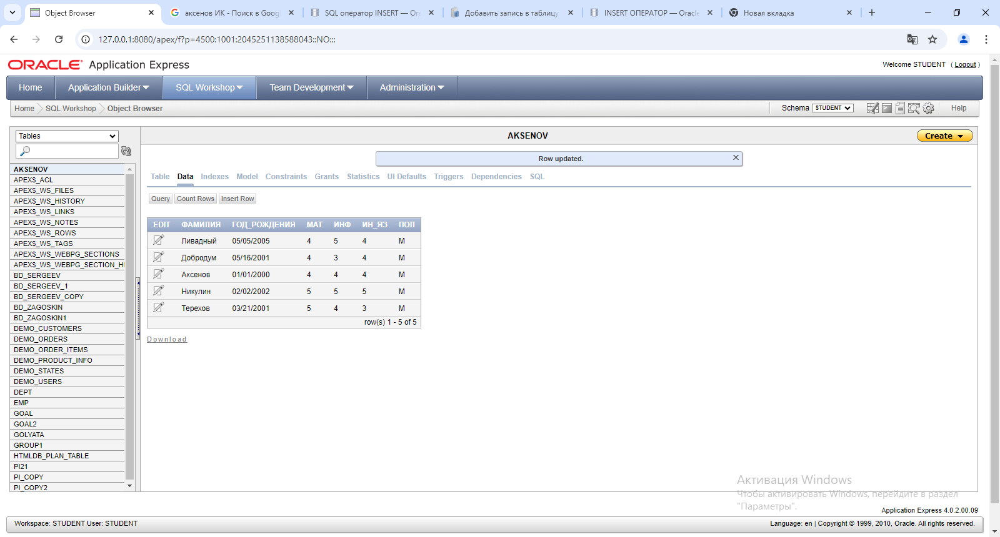 Object Browser
аксенов ИК - Поиск в Goog
SQL оператор INSERT — Ora
Добавить запись в таблицу
INSERT ОПЕРАТОР — Oracle
Новая вкладка
127.0.0.1:8080/apex/f?p=4500:1001:2045251138588043::NO:::
ORACLE Application Express
Welcome STUDENT ( Logout )
Home Application Builder SQL Workshop Team Development Administration
Home SQL Workshop Object Browser
Schema STUDENT Help
Tables
AKSENOV
Create
Row updated.
Table Data Indexes Model Constraints Grants Statistics UI Defaults Triggers Dependencies SQL
Query Count Rows Insert Row
EDIT ФАМИЛИЯ ГОД_РОЖДЕНИЯ МАТ ИНФ ИН_ЯЗ ПОЛ
Ливадный 05/05/2005 4 5 4 М
Добродум 05/16/2001 4 3 4 М
Аксенов 01/01/2000 4 4 4 М
Никулин 02/02/2002 5 5 5 М
Терехов 03/21/2001 5 4 3 М
row(s) 1 - 5 of 5
Download
AKSENOV
APEX$_ACL
APEX$_WS_FILES
APEX$_WS_HISTORY
APEX$_WS_LINKS
APEX$_WS_NOTES
APEX$_WS_ROWS
APEX$_WS_TAGS
APEX$_WS_WEBPG_SECTIONS
APEX$_WS_WEBPG_SECTION_HI
BD_SERGEEV
BD_SERGEEV_1
BD_SERGEEV_COPY
BD_ZAGOSKIN
BD_ZAGOSKIN1
DEMO_CUSTOMERS
DEMO_ORDERS
DEMO_ORDER_ITEMS
DEMO_PRODUCT_INFO
DEMO_STATES
DEMO_USERS
DEPT
EMP
GOAL
GOAL2
GOLYATA
GROUP1
HTMLDB_PLAN_TABLE
PI21
PI_COPY
PI_COPY2
Активация Windows
Чтобы активировать Windows, перейдите в раздел
"Параметры".
Application Express 4.0.2.00.09
Workspace: STUDENT User: STUDENT
Language: en | Copyright © 1999, 2010, Oracle. All rights reserved.